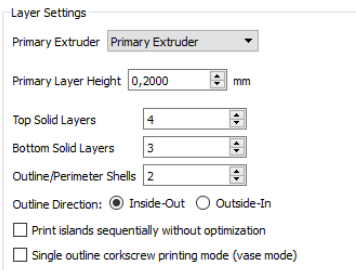 Layer Settings
Primary Extruder Primary Extruder
Primary Layer Height 0,2000 mm
Top Solid Layers 4
Bottom Solid Layers 3
Outline/Perimeter Shells 2
Outline Direction: Inside-Out Outside-In
Print islands sequentially without optimization
Single outline corkscrew printing mode (vase mode)